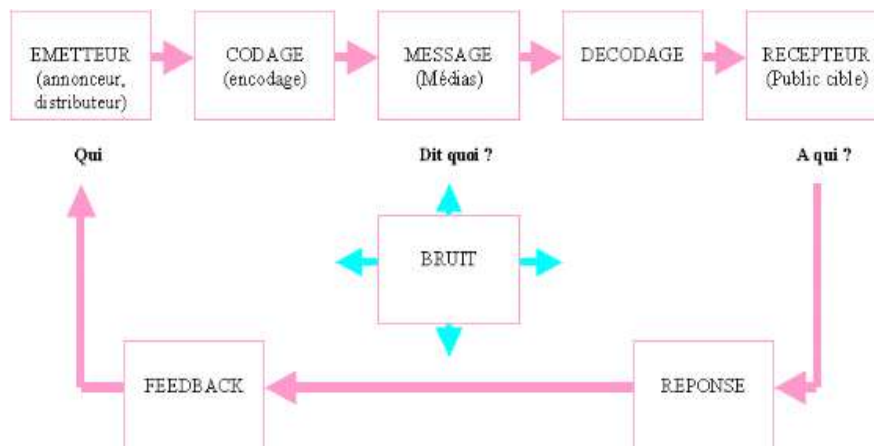 EMETTEUR
(annonceur,
distributeur)
CODAGE
(encodage)
MESSAGE
(Médias)
DECODAGE
RECEPTEUR
(Public cible)
Qui
Dit quoi ?
A qui ?
BRUIT
FEEDBACK
REPONSE